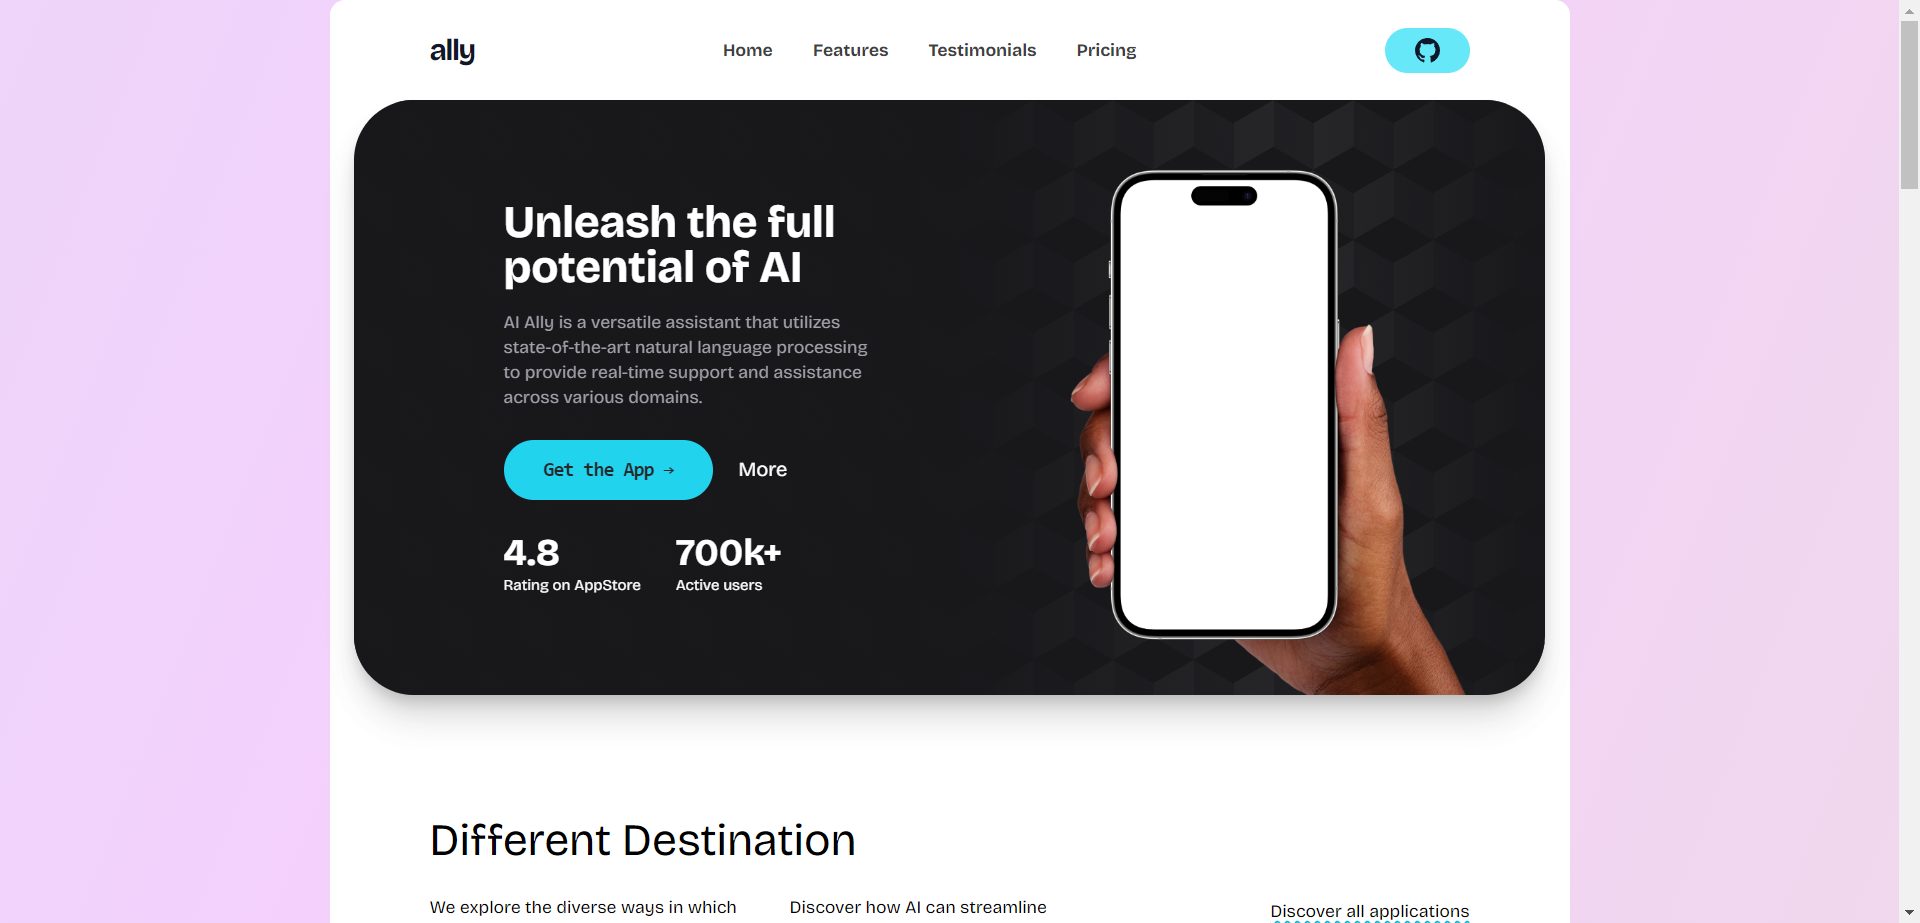 ally
Home
Features
Testimonials
Pricing
Unleash the full
potential of AI
AI Ally is a versatile assistant that utilizes
state-of-the-art natural language processing
to provide real-time support and assistance
across various domains.
Get the App →
More
4.8
Rating on AppStore
700k+
Active users
Different Destination
We explore the diverse ways in which
Discover how AI can streamline
Discover all applications